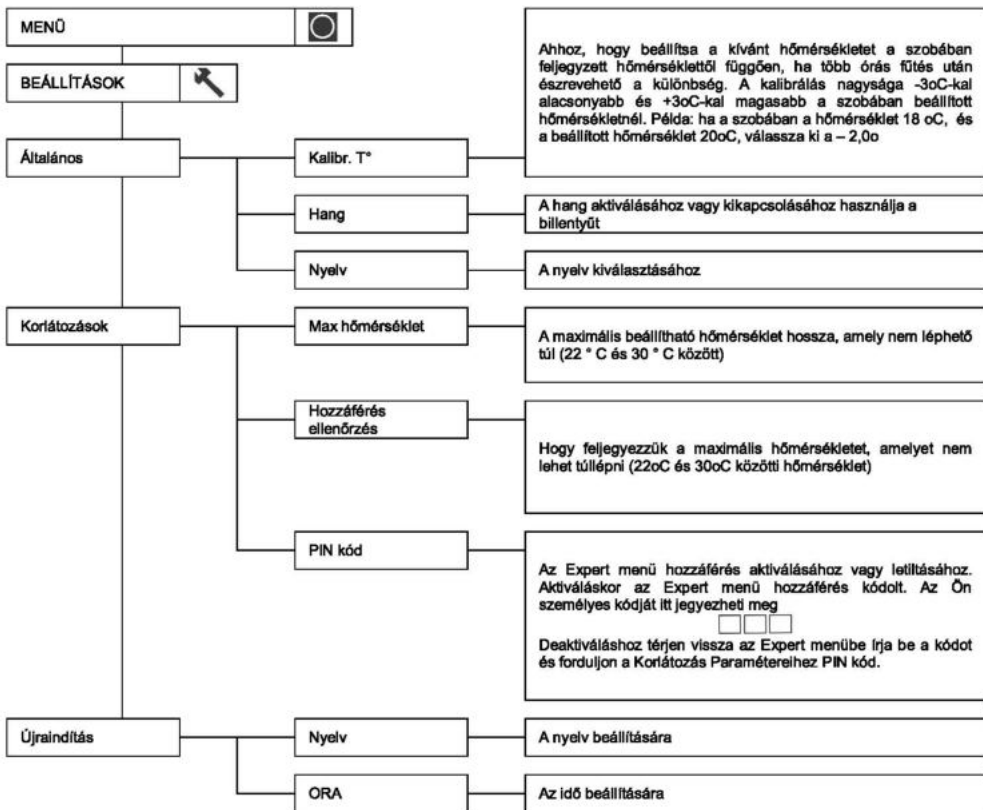 MENÜ
BEÁLLÍTÁSOK
Általános
Kalibr. T°
Ahhoz, hogy beállítsa a kívánt hőmérsékletet a szobában
feljegyzett hőmérséklettől függően, ha több órás fűtés után
észrevehető a különbség. A kalibrálás nagysága -3oC-kal
alacsonyabb és +3oC-kal magasabb a szobában beállított
hőmérsékletnél. Példa: ha a szobában a hőmérséklet 18 oC, és
a beállított hőmérséklet 20oC, válassza ki a – 2,0o
Hang
A hang aktiválásához vagy kikapcsolásához használja a
billentyűt
Nyelv
A nyelv kiválasztásához
Korlátozások
Max hőmérséklet
A maximális beállítható hőmérséklet hossza, amely nem léphető
túl (22 ° C és 30 ° C között)
Hozzáférés
ellenőrzés
Hogy feljegyezzük a maximális hőmérsékletet, amelyet nem
lehet túllépni (22oC és 30oC közötti hőmérséklet)
PIN kód
Az Expert menü hozzáférés aktiválásához vagy letiltásához.
Aktiváláskor az Expert menü hozzáférés kódolt. Az Ön
személyes kódját itt jegyezheti meg
Deaktiváláshoz térjen vissza az Expert menübe írja be a kódot
és forduljon a Korlátozás Paramétereihez PIN kód.
Újraindítás
Nyelv
A nyelv beállítására
ORA
Az idő beállítására